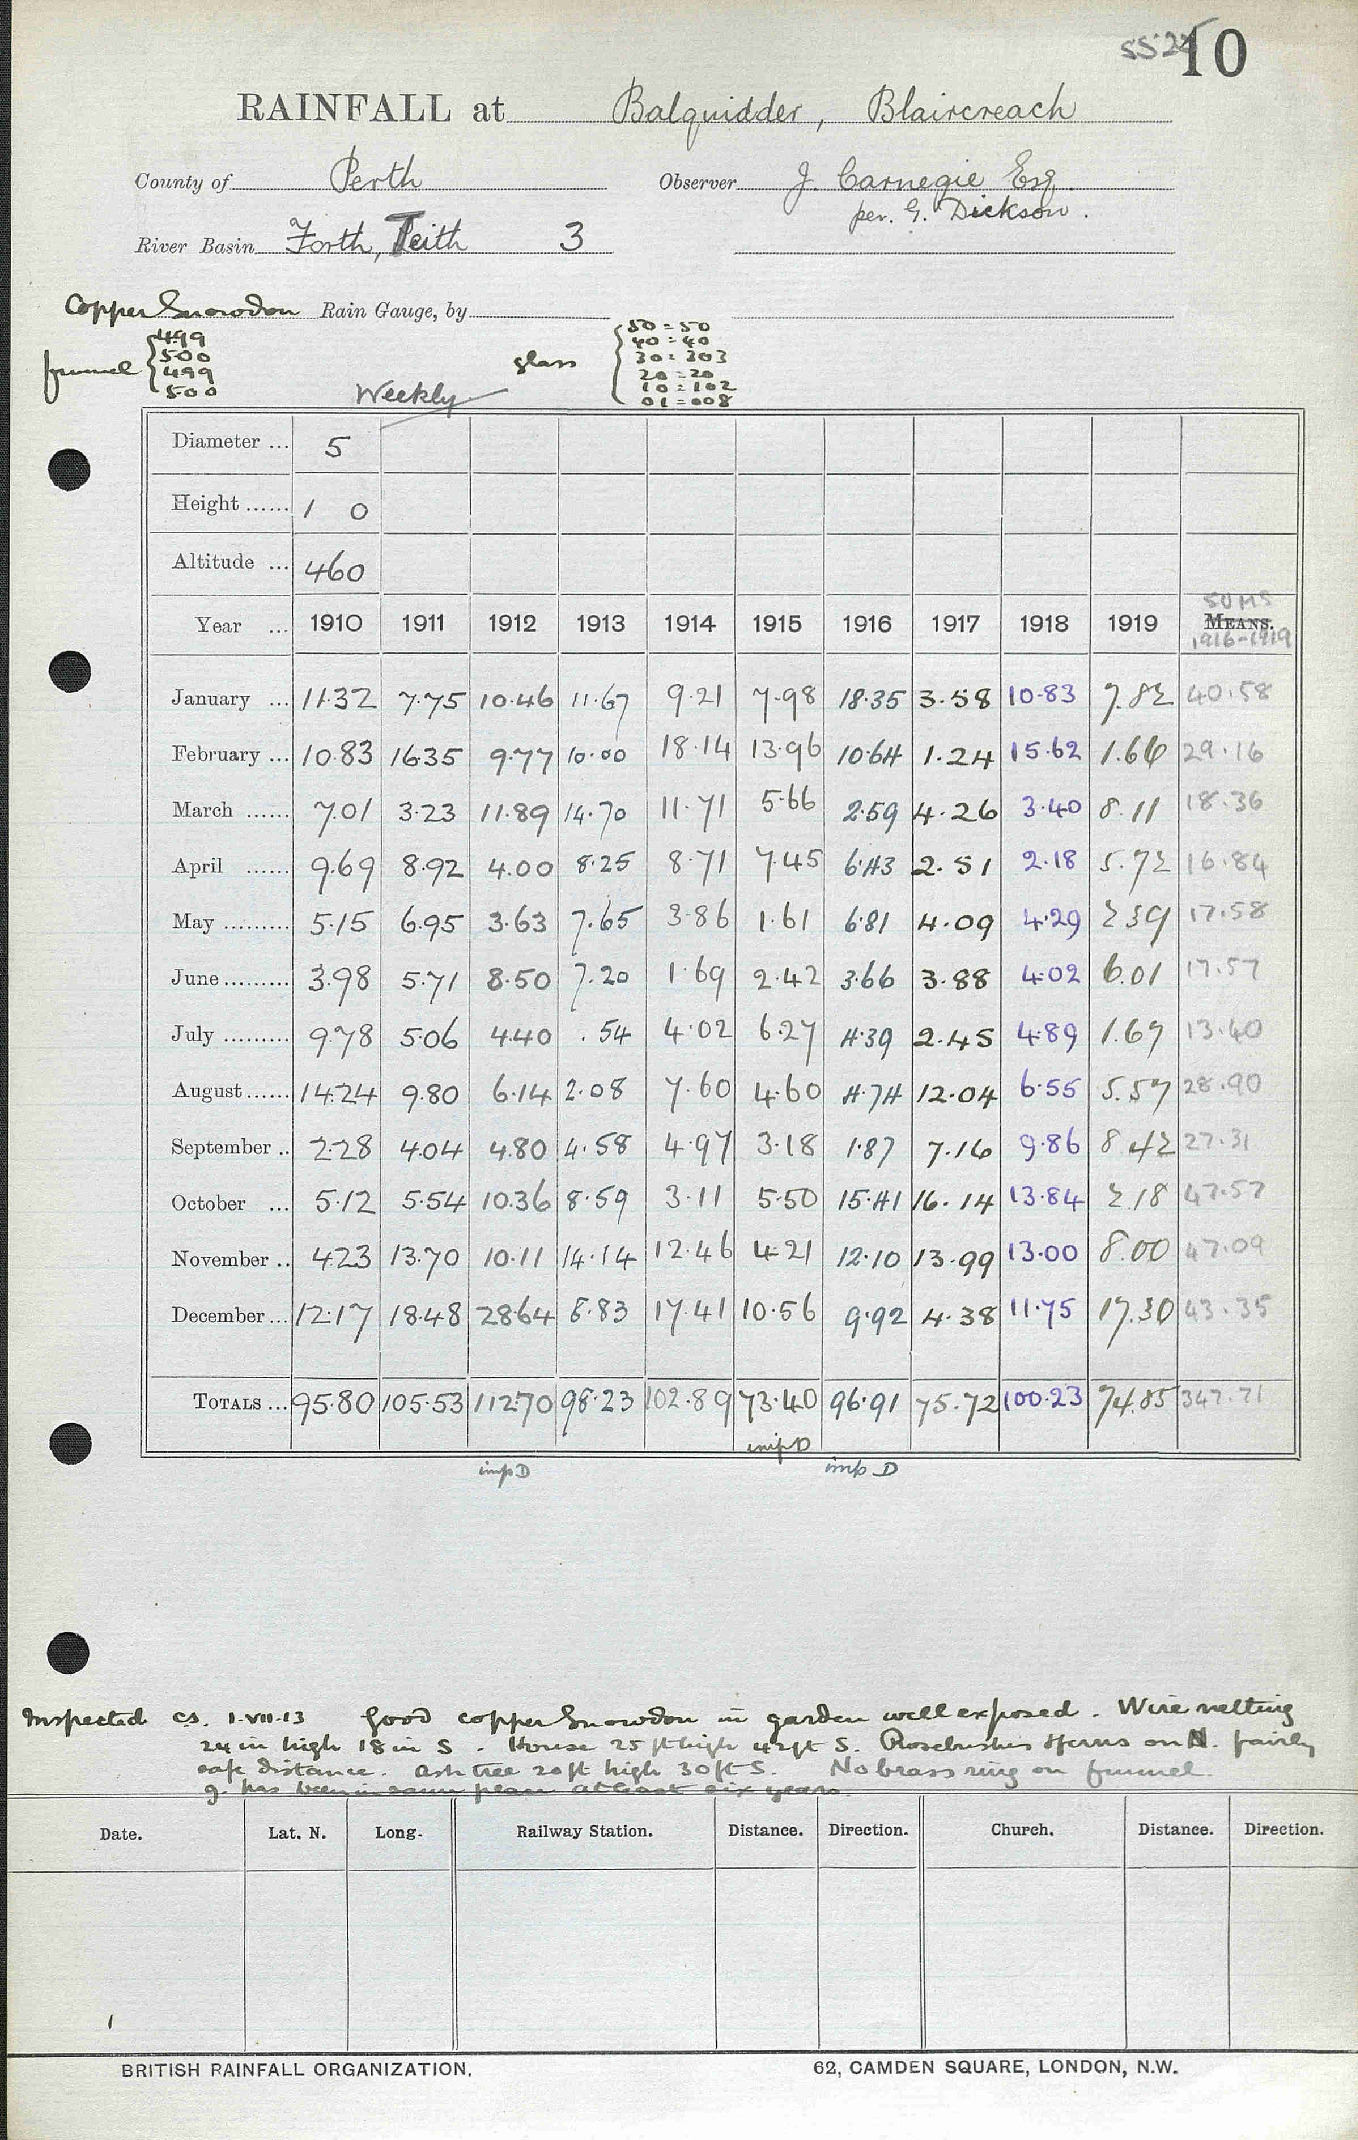 5522
10
RAINFALL at Balquidder, Blaircreach
County of Perth Observer J. Carnegie Esq.
per. G. Dickson.
River Basin Forth, Teith 3
Copper Snowdon Rain Gauge, by
funnel { 499 500 499 500
glass { 50 = 50
40 = 40
30 = 303
20 = 20
10 = 102
01 = 008
Weekly
Diameter ... 5
Height ...... 1 0
Altitude ... 460
SUMS
Year ... 1910 1911 1912 1913 1914 1915 1916 1917 1918 1919 MEANS.
1916-1919
January ... 11.32 7.75 10.46 11.67 9.21 7.98 18.35 3.58 10.83 7.82 40.58
February ... 10.83 16.35 9.77 10.00 18.14 13.96 10.64 1.24 15.62 1.66 29.16
March ...... 7.01 3.23 11.89 14.70 11.71 5.66 2.59 4.26 3.40 8.11 18.36
April ...... 9.69 8.92 4.00 8.25 8.71 7.45 6.43 2.51 2.18 5.72 16.84
May ......... 5.15 6.95 3.63 7.65 3.86 1.61 6.81 4.09 4.29 2.39 17.58
June ......... 3.98 5.71 8.50 7.20 1.69 2.42 3.66 3.88 4.02 6.01 17.57
July ......... 9.78 5.06 4.40 .54 4.02 6.27 4.39 2.45 4.89 1.67 13.40
August ...... 14.24 9.80 6.14 2.08 7.60 4.60 4.74 12.04 6.55 5.57 28.90
September .. 2.28 4.04 4.80 4.58 4.97 3.18 1.87 7.16 9.86 8.42 27.31
October ... 5.12 5.54 10.36 8.59 3.11 5.50 15.41 16.14 13.84 2.18 47.57
November .. 4.23 13.70 10.11 14.14 12.46 4.21 12.10 13.99 13.00 8.00 47.09
December ... 12.17 18.48 28.64 8.83 17.41 10.56 9.92 4.38 11.75 17.30 43.35
TOTALS ... 95.80 105.53 112.70 98.23 102.89 73.40 96.91 75.72 100.23 74.85 347.71
imp D
imp D imp D
Inspected CS. 1.VII.13 Good copper Snowdon in garden well exposed. Wire netting
24 in high 18 in S. House 25 ft high 42 ft S. Rosebushes & ferns on N. fairly
safe distance. Ash tree 20 ft high 30 ft S. No brass ring on funnel.
g. has been in same place at least six years.
Date. Lat. N. Long. Railway Station. Distance. Direction. Church. Distance. Direction.
BRITISH RAINFALL ORGANIZATION. 62, CAMDEN SQUARE, LONDON, N.W.